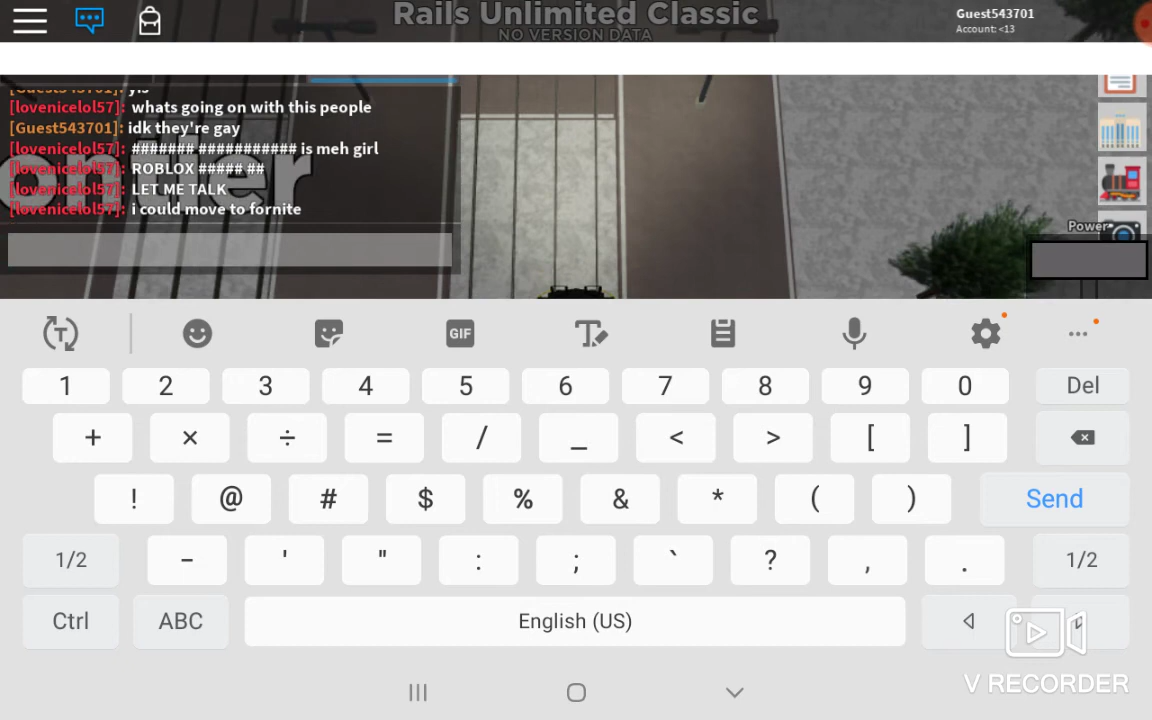 Rails Unlimited Classic
NO VERSION DATA
Guest543701
Account: <13
[Guest543701]: yis
[lovenicelol57]: whats going on with this people
[Guest543701]: idk they're gay
[lovenicelol57]: ####### ########### is meh girl
[lovenicelol57]: ROBLOX ##### ##
[lovenicelol57]: LET ME TALK
[lovenicelol57]: i could move to fornite
Power
GIF
1 2 3 4 5 6 7 8 9 0 Del
+ × ÷ = / _ < > [ ]
! @ # $ % & * ( ) Send
1/2 - ' " : ; ` ? , . 1/2
Ctrl ABC English (US)
V RECORDER